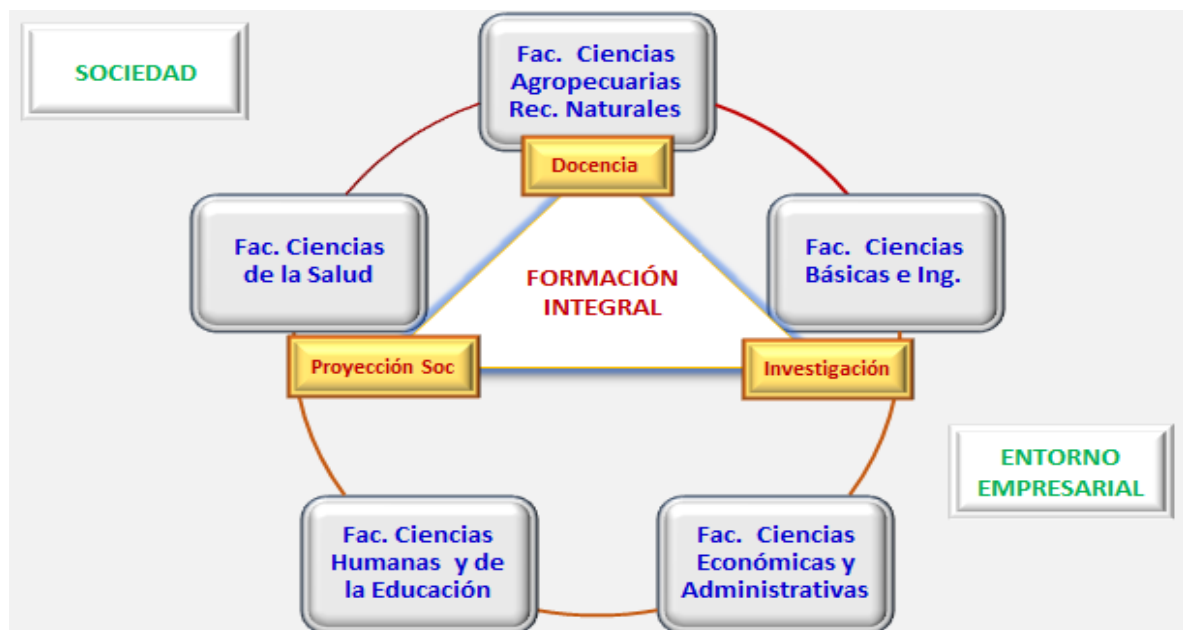 SOCIEDAD
Fac. Ciencias
Agropecuarias
Rec. Naturales
Docencia
Fac. Ciencias
de la Salud
FORMACIÓN
INTEGRAL
Fac. Ciencias
Básicas e Ing.
Proyección Soc
Investigación
ENTORNO
EMPRESARIAL
Fac. Ciencias
Humanas y de
la Educación
Fac. Ciencias
Económicas y
Administrativas